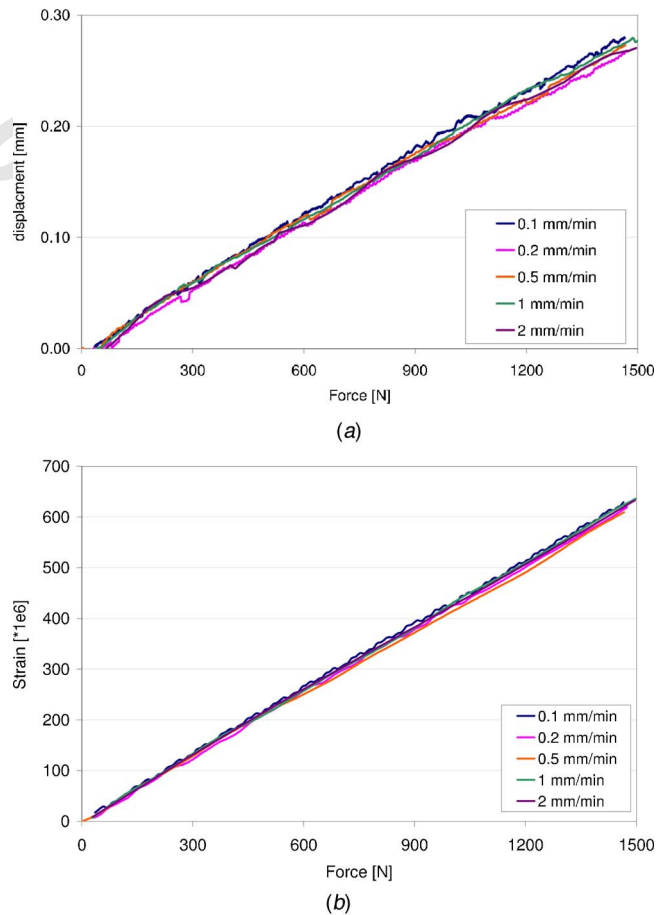 0.30
0.20
0.10
0.00
displacment [mm]
0.1 mm/min
0.2 mm/min
0.5 mm/min
1 mm/min
2 mm/min
0 300 600 900 1200 1500
Force [N]
(a)
700
600
500
400
300
200
100
0
Strain [*1e6]
0.1 mm/min
0.2 mm/min
0.5 mm/min
1 mm/min
2 mm/min
0 300 600 900 1200 1500
Force [N]
(b)